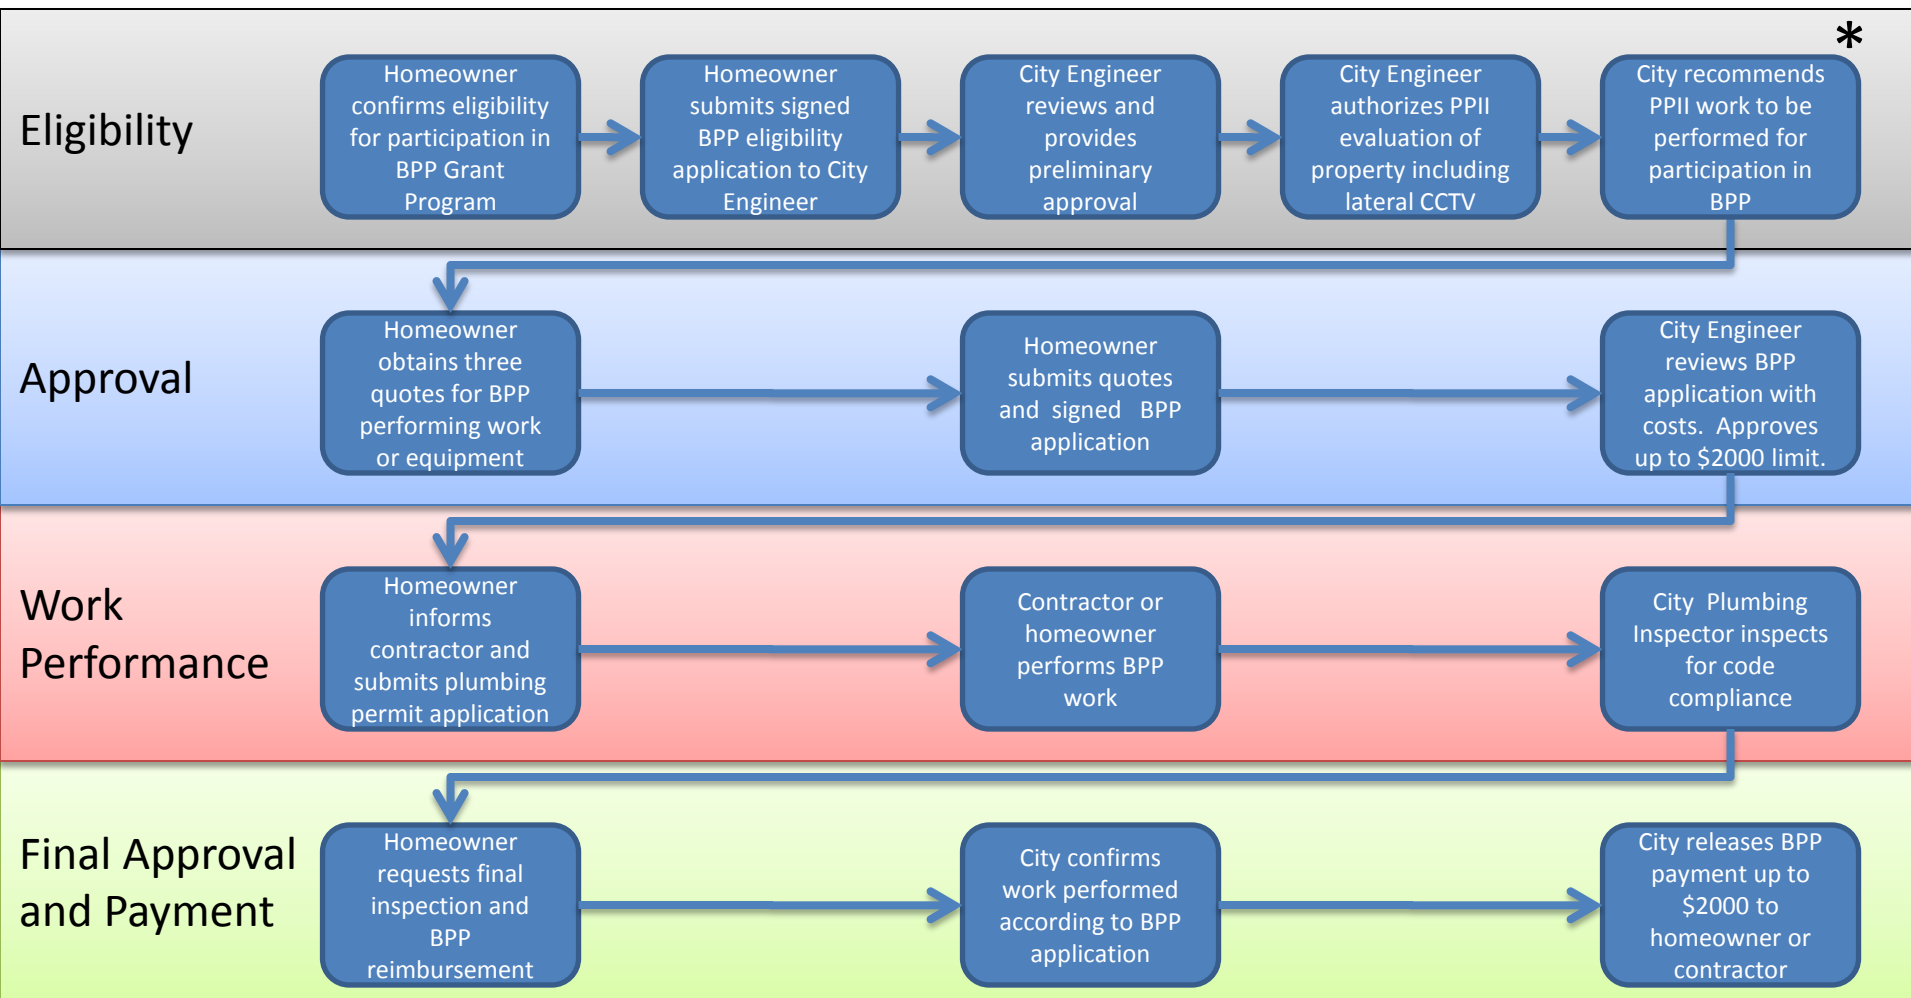 *
Eligibility
Homeowner
confirms eligibility
for participation in
BPP Grant
Program
Homeowner
submits signed
BPP eligibility
application to City
Engineer
City Engineer
reviews and
provides
preliminary
approval
City Engineer
authorizes PPII
evaluation of
property including
lateral CCTV
City recommends
PPII work to be
performed for
participation in
BPP
Approval
Homeowner
obtains three
quotes for BPP
performing work
or equipment
Homeowner
submits quotes
and signed BPP
application
City Engineer
reviews BPP
application with
costs. Approves
up to $2000 limit.
Work
Performance
Homeowner
informs
contractor and
submits plumbing
permit application
Contractor or
homeowner
performs BPP
work
City Plumbing
Inspector inspects
for code
compliance
Final Approval
and Payment
Homeowner
requests final
inspection and
BPP
reimbursement
City confirms
work performed
according to BPP
application
City releases BPP
payment up to
$2000 to
homeowner or
contractor